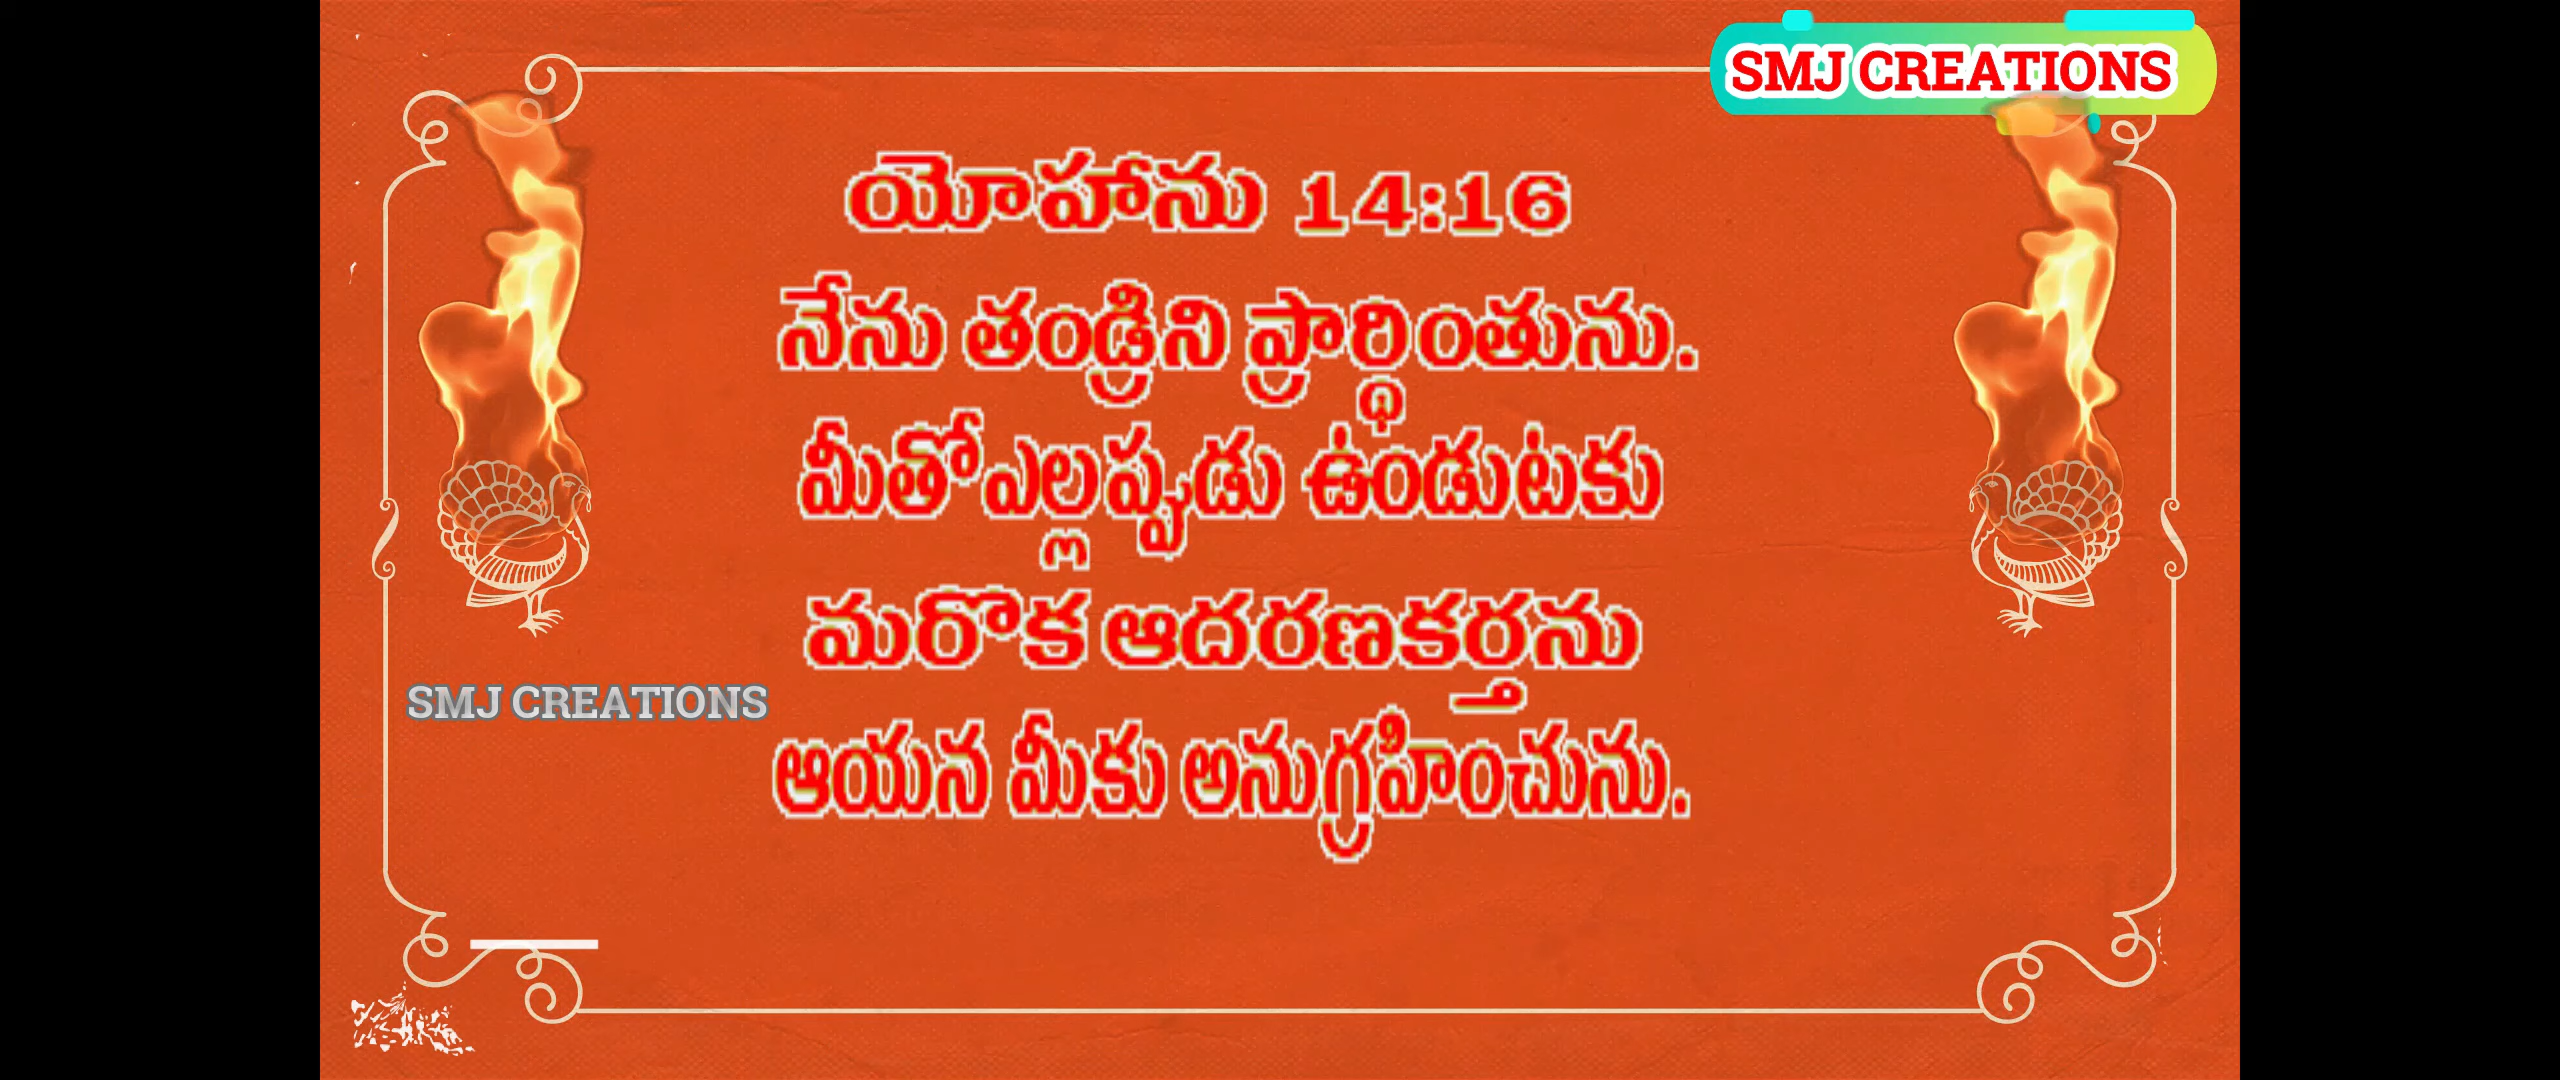 SMJ CREATIONS
యోహాను 14:16
నేను తండ్రిని ప్రార్థింతును.
మీతోఎల్లప్పుడు ఉండుటకు
మరొక ఆదరణకర్తను
SMJ CREATIONS
ఆయన మీకు అనుగ్రహించును.